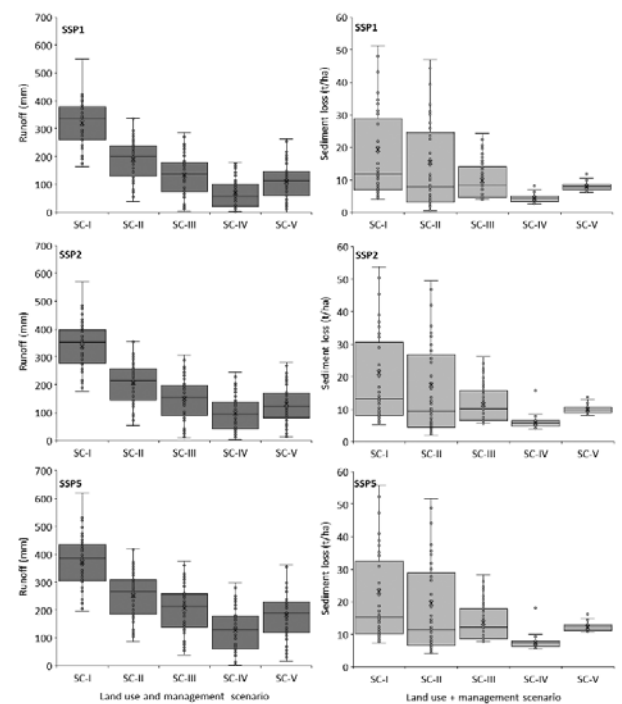 SSP1
Runoff (mm)
700
600
500
400
300
200
100
0
SC-I SC-II SC-III SC-IV SC-V
SSP1
Sediment loss (t/ha)
60
50
40
30
20
10
0
SC-I SC-II SC-III SC-IV SC-V
SSP2
Runoff (mm)
700
600
500
400
300
200
100
0
SC-I SC-II SC-III SC-IV SC-V
SSP2
Sediment loss (t/ha)
60
50
40
30
20
10
0
SC-I SC-II SC-III SC-IV SC-V
SSP5
Runoff (mm)
700
600
500
400
300
200
100
0
SC-I SC-II SC-III SC-IV SC-V
Land use and management scenario
SSP5
Sediment loss (t/ha)
60
50
40
30
20
10
0
SC-I SC-II SC-III SC-IV SC-V
Land use + management scenario